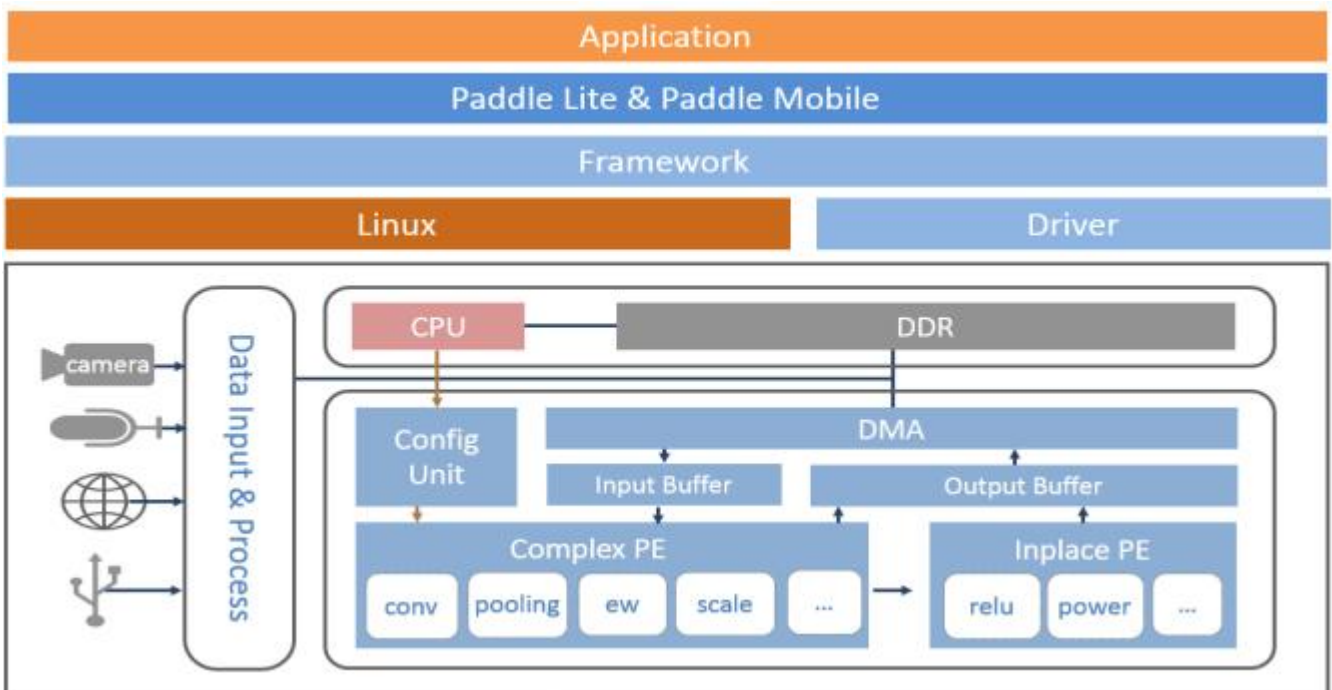 Application
Paddle Lite & Paddle Mobile
Framework
Linux
Driver
camera
Data Input & Process
CPU
DDR
Config
Unit
DMA
Input Buffer
Output Buffer
Complex PE
conv
pooling
ew
scale
...
Inplace PE
relu
power
...